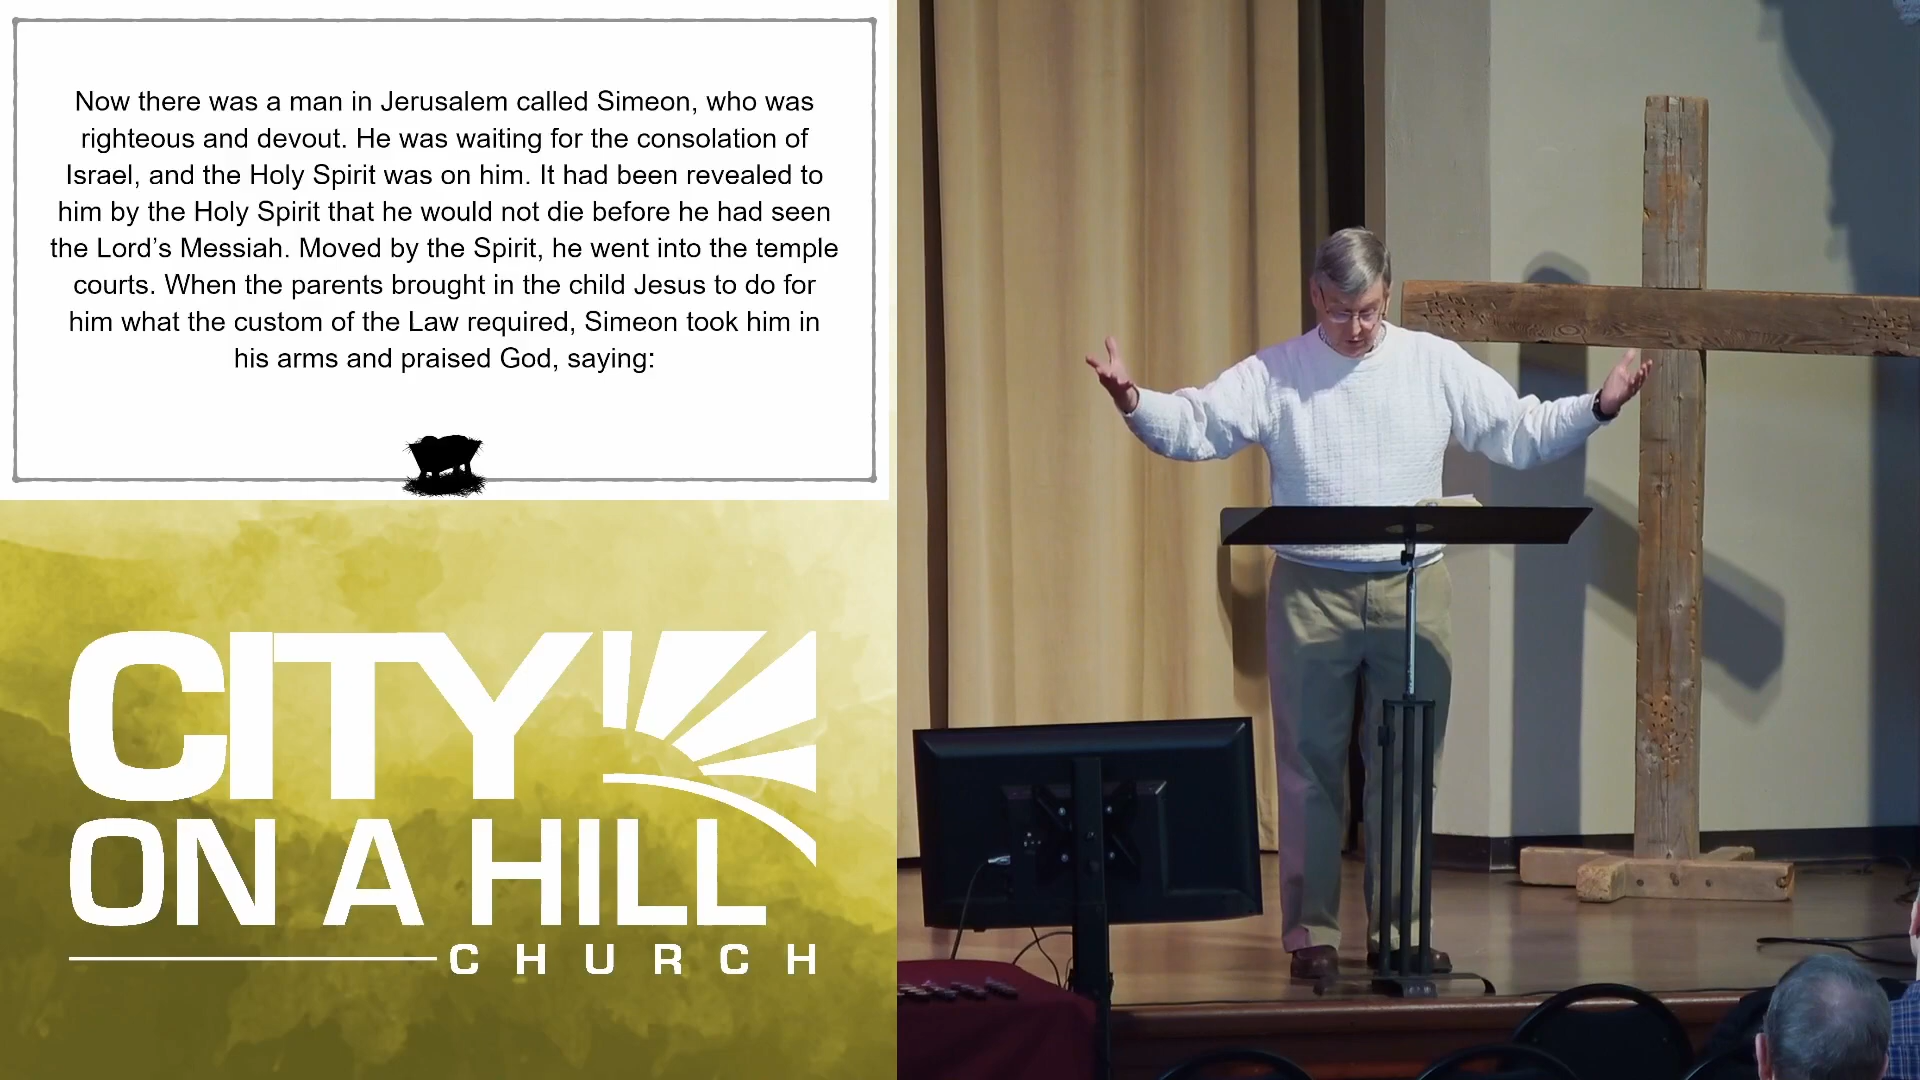 Now there was a man in Jerusalem called Simeon, who was
righteous and devout. He was waiting for the consolation of
Israel, and the Holy Spirit was on him. It had been revealed to
him by the Holy Spirit that he would not die before he had seen
the Lord’s Messiah. Moved by the Spirit, he went into the temple
courts. When the parents brought in the child Jesus to do for
him what the custom of the Law required, Simeon took him in
his arms and praised God, saying:
CITY
ON A HILL
CHURCH